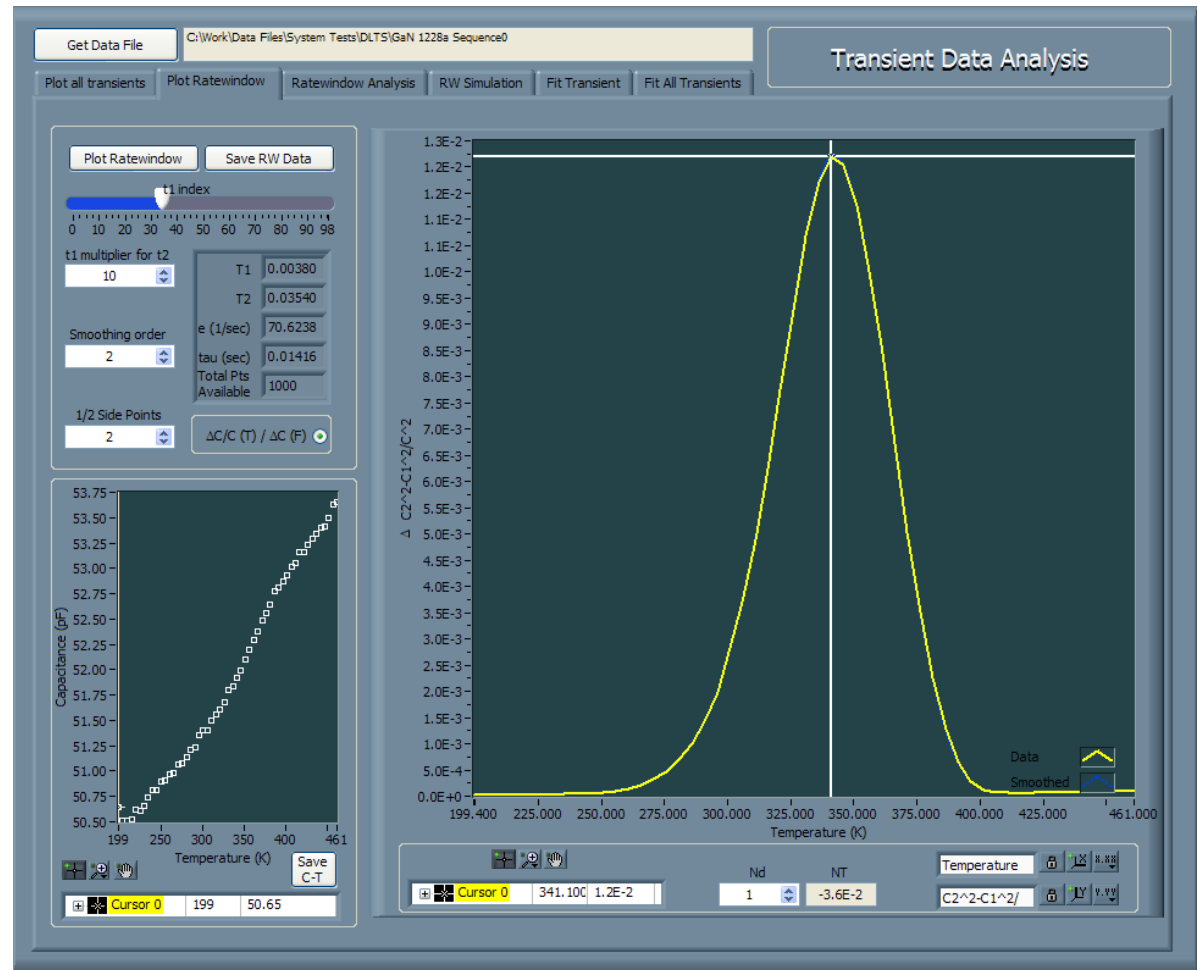 Get Data File
C:\Work\Data Files\System Tests\DLTS\GaN 1228a Sequence0
Transient Data Analysis
Plot all transients
Plot Ratewindow
Ratewindow Analysis
RW Simulation
Fit Transient
Fit All Transients
Plot Ratewindow
Save RW Data
t1 index
0 10 20 30 40 50 60 70 80 90 98
t1 multiplier for t2
10
T1 0.00380
T2 0.03540
Smoothing order
2
e (1/sec) 70.6238
tau (sec) 0.01416
Total Pts
Available
1000
1/2 Side Points
2
ΔC/C (T) / ΔC (F)
53.75
53.50
53.25
53.00
52.75
52.50
52.25
52.00
51.75
51.50
51.25
51.00
50.75
50.50
Capacitance (pF)
199 250 300 350 400 461
Temperature (K)
Save
C-T
Cursor 0 199 50.65
1.3E-2
1.2E-2
1.2E-2
1.1E-2
1.1E-2
1.0E-2
9.5E-3
9.0E-3
8.5E-3
8.0E-3
7.5E-3
7.0E-3
6.5E-3
6.0E-3
5.5E-3
5.0E-3
4.5E-3
4.0E-3
3.5E-3
3.0E-3
2.5E-3
2.0E-3
1.5E-3
1.0E-3
5.0E-4
0.0E+0
Δ C2^2-C1^2/C^2
Data
Smoothed
199.400 225.000 250.000 275.000 300.000 325.000 350.000 375.000 400.000 425.000 461.000
Temperature (K)
Cursor 0 341.100 1.2E-2
Nd
1
NT
-3.6E-2
Temperature
X
X.XX
C2^2-C1^2/
Y
Y.YY